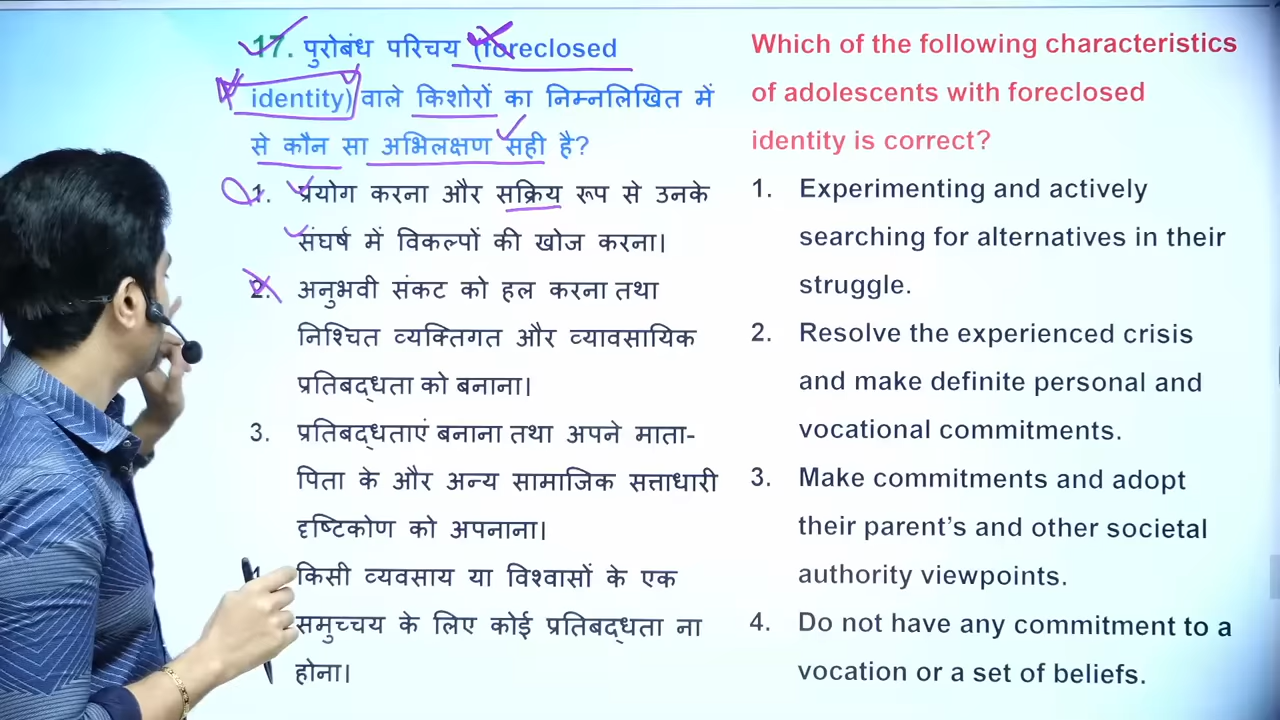 17. पुरोबंध परिचय (foreclosed
identity) वाले किशोरों का निम्नलिखित में
से कौन सा अभिलक्षण सही है?
1. प्रयोग करना और सक्रिय रूप से उनके
संघर्ष में विकल्पों की खोज करना।
2. अनुभवी संकट को हल करना तथा
निश्चित व्यक्तिगत और व्यावसायिक
प्रतिबद्धता को बनाना।
3. प्रतिबद्धताएं बनाना तथा अपने माता-
पिता के और अन्य सामाजिक सत्ताधारी
दृष्टिकोण को अपनाना।
किसी व्यवसाय या विश्वासों के एक
समुच्चय के लिए कोई प्रतिबद्धता ना
होना।
Which of the following characteristics
of adolescents with foreclosed
identity is correct?
1. Experimenting and actively
searching for alternatives in their
struggle.
2. Resolve the experienced crisis
and make definite personal and
vocational commitments.
3. Make commitments and adopt
their parent's and other societal
authority viewpoints.
4. Do not have any commitment to a
vocation or a set of beliefs.